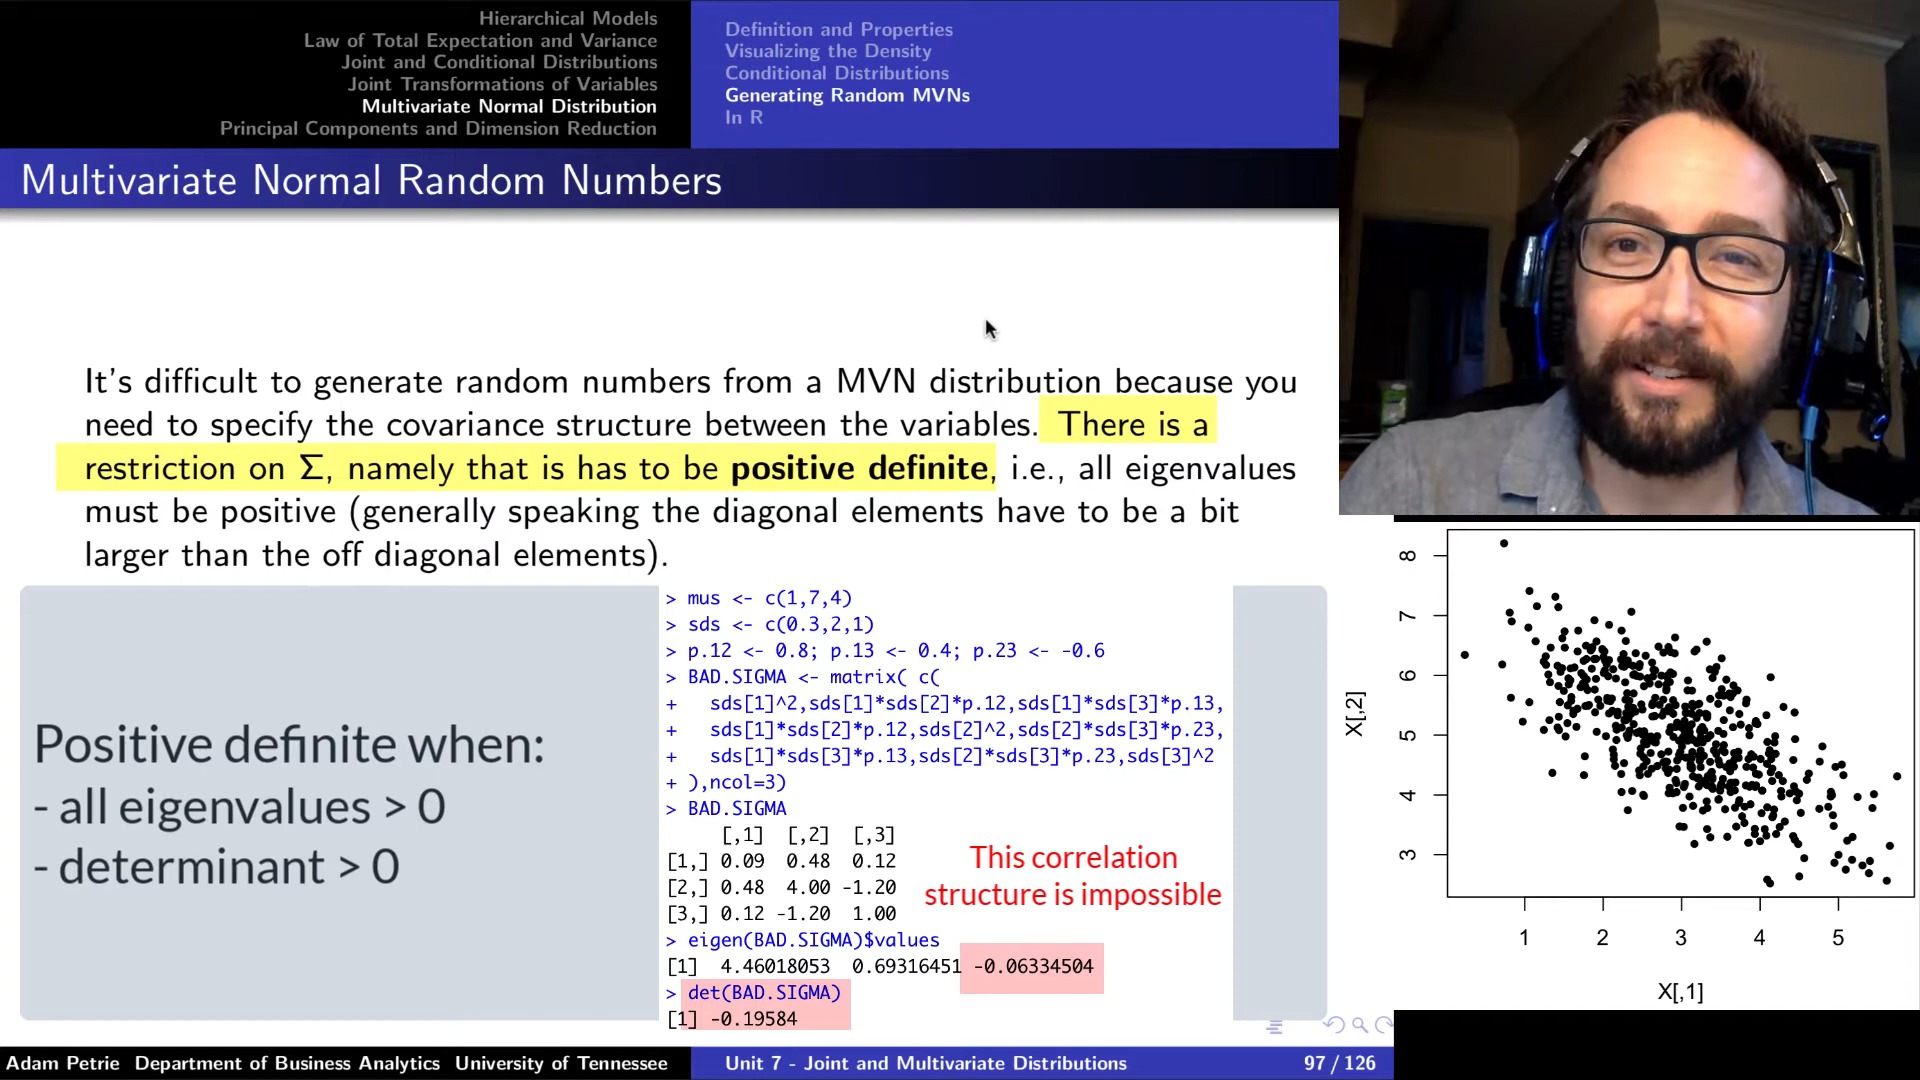 Hierarchical Models
Law of Total Expectation and Variance
Joint and Conditional Distributions
Joint Transformations of Variables
Multivariate Normal Distribution
Principal Components and Dimension Reduction
Definition and Properties
Visualizing the Density
Conditional Distributions
Generating Random MVNs
In R
Multivariate Normal Random Numbers
It's difficult to generate random numbers from a MVN distribution because you
need to specify the covariance structure between the variables. There is a
restriction on Σ, namely that is has to be positive definite, i.e., all eigenvalues
must be positive (generally speaking the diagonal elements have to be a bit
larger than the off diagonal elements).
Positive definite when:
- all eigenvalues > 0
- determinant > 0
> mus <- c(1,7,4)
> sds <- c(0.3,2,1)
> p.12 <- 0.8; p.13 <- 0.4; p.23 <- -0.6
> BAD.SIGMA <- matrix( c(
+ sds[1]^2,sds[1]*sds[2]*p.12,sds[1]*sds[3]*p.13,
+ sds[1]*sds[2]*p.12,sds[2]^2,sds[2]*sds[3]*p.23,
+ sds[1]*sds[3]*p.13,sds[2]*sds[3]*p.23,sds[3]^2
+ ),ncol=3)
> BAD.SIGMA
[,1] [,2] [,3]
[1,] 0.09 0.48 0.12
[2,] 0.48 4.00 -1.20
[3,] 0.12 -1.20 1.00
> eigen(BAD.SIGMA)$values
[1] 4.46018053 0.69316451 -0.06334504
> det(BAD.SIGMA)
[1] -0.19584
This correlation
structure is impossible
8
7
6
5
4
3
X[,2]
1 2 3 4 5
X[,1]
Adam Petrie Department of Business Analytics University of Tennessee
Unit 7 - Joint and Multivariate Distributions
97 / 126